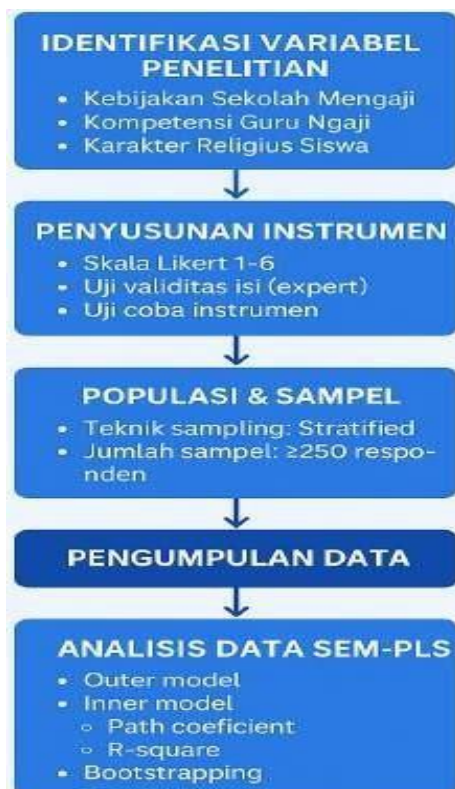 IDENTIFIKASI VARIABEL
PENELITIAN
• Kebijakan Sekolah Mengaji
• Kompetensi Guru Ngaji
• Karakter Religius Siswa
PENYUSUNAN INSTRUMEN
• Skala Likert 1-6
• Uji validitas isi (expert)
• Uji coba instrumen
POPULASI & SAMPEL
• Teknik sampling: Stratified
• Jumlah sampel: ≥250 respo-
nden
PENGUMPULAN DATA
ANALISIS DATA SEM-PLS
• Outer model
• Inner model
○ Path coeficient
○ R-square
• Bootstrapping